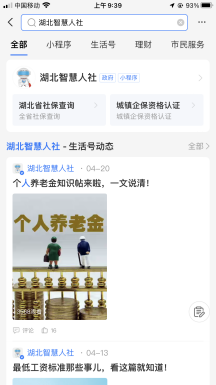 中国移动 上午 9:39 93%
湖北智慧人社
全部 小程序 生活号 理财 市民服务
湖北智慧人社 政府 小程序
湖北省社保查询 > 城镇企保资格认证 >
全省社保查询 城镇企保资格认证
湖北智慧人社 - 生活号动态 全部 >
湖北智慧人社 · 04-20
个人养老金知识帖来啦，一文说清！
个人养老金
评论 16
湖北智慧人社 · 04-13
最低工资标准那些事儿，看这篇就知道！